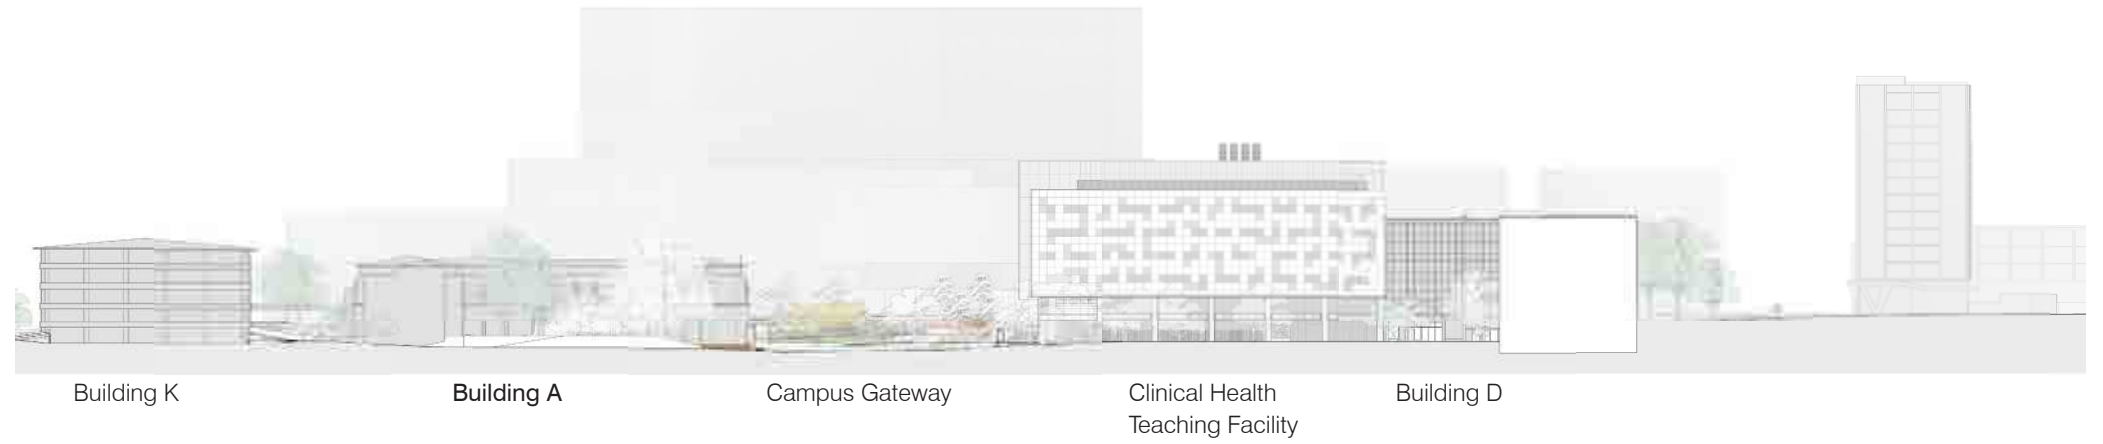 Building K
Building A
Campus Gateway
Clinical Health
Teaching Facility
Building D